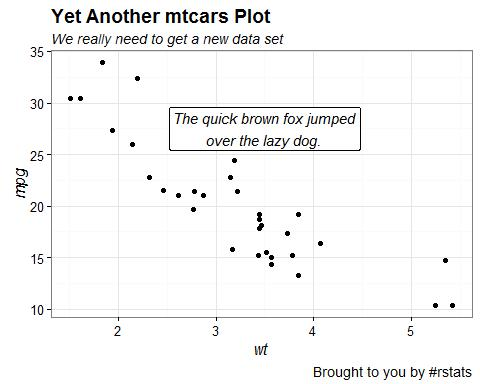 Yet Another mtcars Plot
We really need to get a new data set
35
30
25
20
15
10
mpg
The quick brown fox jumped
over the lazy dog.
2 3 4 5
wt
Brought to you by #rstats